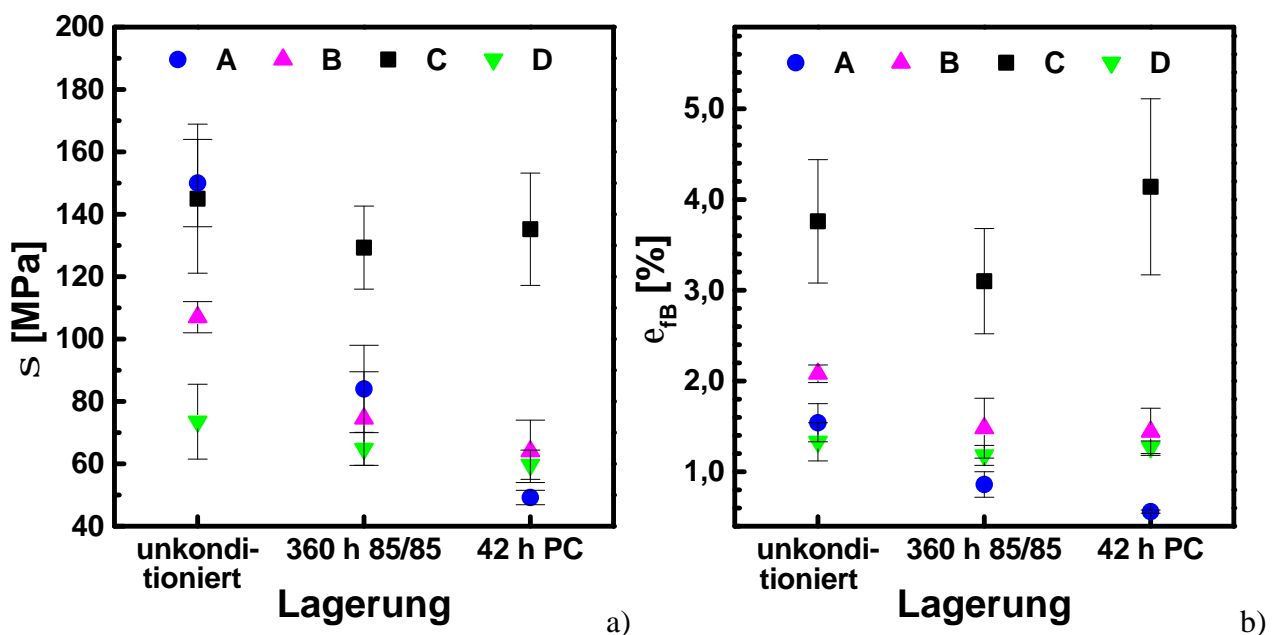 A B C D
200
180
160
140
120
100
80
60
40
s [MPa]
unkondi-
tioniert
360 h 85/85
42 h PC
Lagerung
a)
A B C D
5,0
4,0
3,0
2,0
1,0
e_fB [%]
unkondi-
tioniert
360 h 85/85
42 h PC
Lagerung
b)